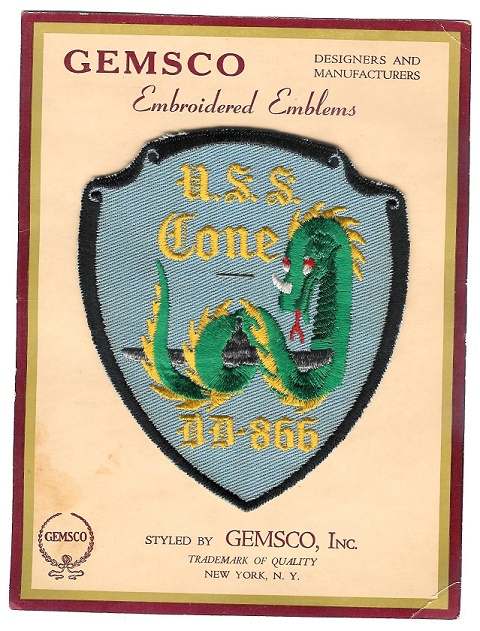 GEMSCO
DESIGNERS AND
MANUFACTURERS
Embroidered Emblems
U.S.S.
Cone
DD-866
GEMSCO
STYLED BY GEMSCO, INC.
TRADEMARK OF QUALITY
NEW YORK, N. Y.